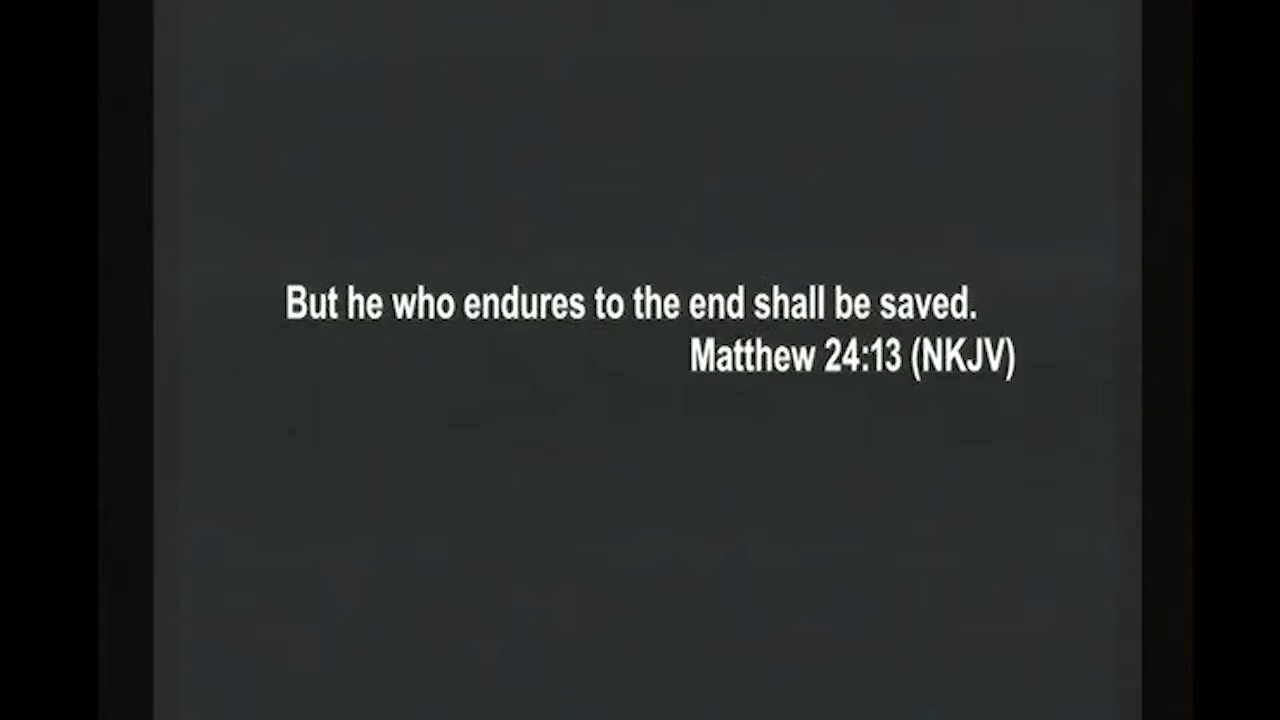 But he who endures to the end shall be saved.
Matthew 24:13 (NKJV)